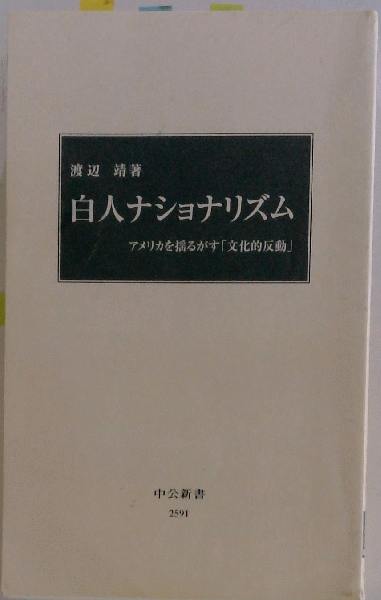 渡辺 靖著
白人ナショナリズム
アメリカを揺るがす「文化的反動」
中公新書
2591